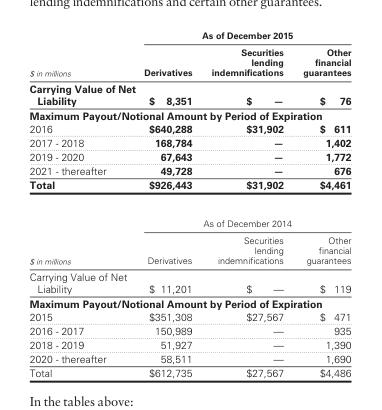 lending indemnifications and certain other guarantees.
As of December 2015
Securities
lending
indemnifications
Other
financial
guarantees
$ in millions Derivatives
Carrying Value of Net
Liability $ 8,351 $ — $ 76
Maximum Payout/Notional Amount by Period of Expiration
2016 $640,288 $31,902 $ 611
2017 - 2018 168,784 — 1,402
2019 - 2020 67,643 — 1,772
2021 - thereafter 49,728 — 676
Total $926,443 $31,902 $4,461
As of December 2014
Securities
lending
indemnifications
Other
financial
guarantees
$ in millions Derivatives
Carrying Value of Net
Liability $ 11,201 $ — $ 119
Maximum Payout/Notional Amount by Period of Expiration
2015 $351,308 $27,567 $ 471
2016 - 2017 150,989 — 935
2018 - 2019 51,927 — 1,390
2020 - thereafter 58,511 — 1,690
Total $612,735 $27,567 $4,486
In the tables above: